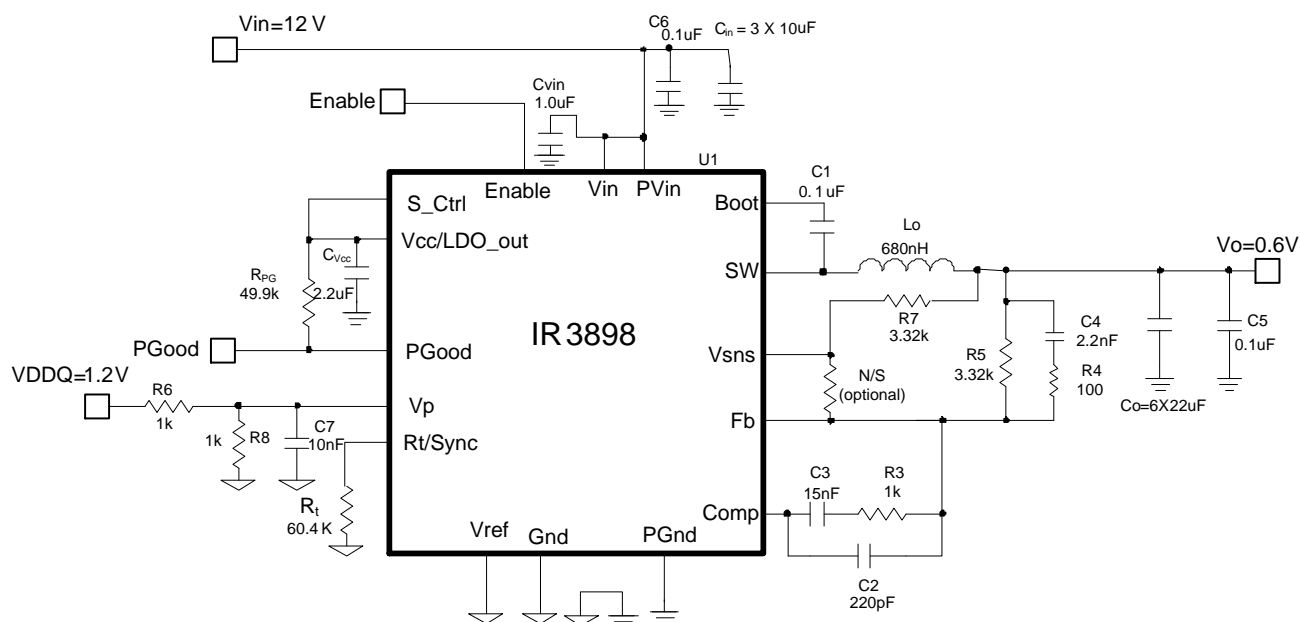 Vin=12 V
C6
0.1uF
Cin = 3 X 10uF
Enable
Cvin
1.0uF
U1
Enable
Vin
PVin
S_Ctrl
Boot
C1
0.1uF
Vcc/LDO_out
CVcc
2.2uF
RPG
49.9k
SW
Lo
680nH
Vo=0.6V
R7
3.32k
IR3898
PGood
PGood
Vsns
N/S
(optional)
R5
3.32k
C4
2.2nF
R4
100
C5
0.1uF
Co=6X22uF
VDDQ=1.2V
R6
1k
1k
R8
C7
10nF
Vp
Fb
Rt/Sync
Rt
60.4K
Comp
C3
15nF
R3
1k
C2
220pF
Vref
Gnd
PGnd